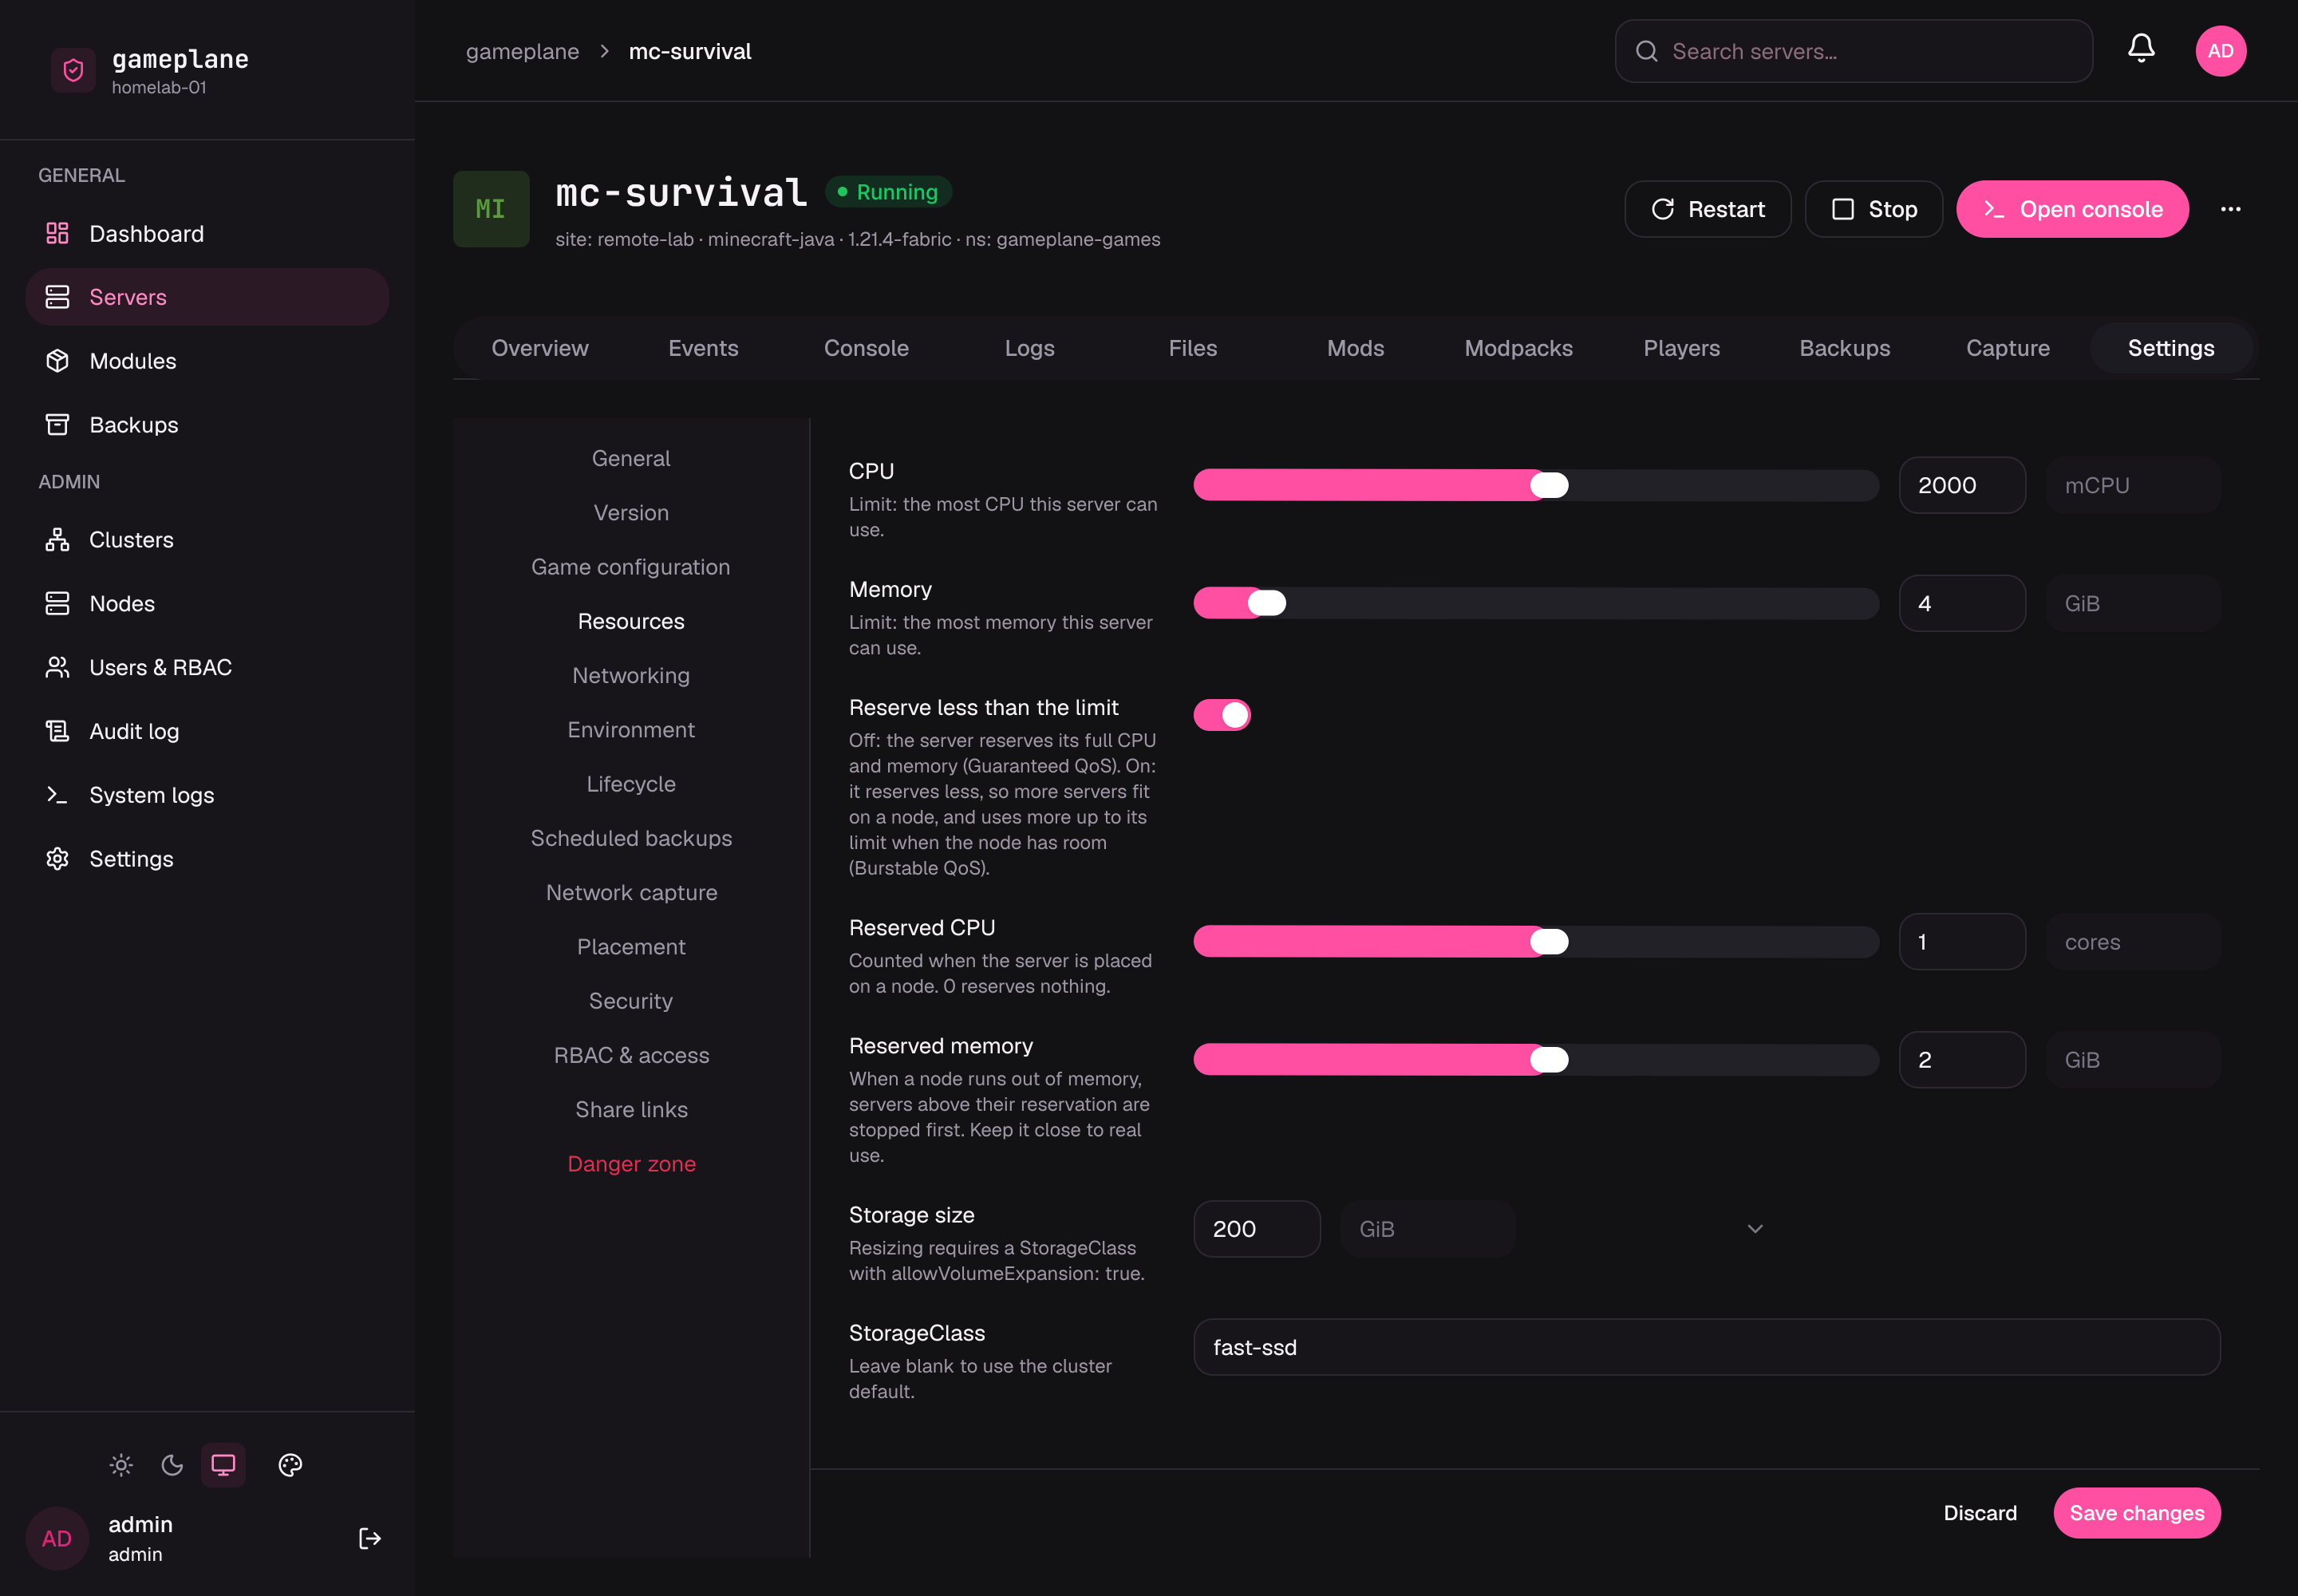 gameplane
homelab-01
GENERAL
Dashboard
Servers
Modules
Backups
ADMIN
Clusters
Nodes
Users & RBAC
Audit log
System logs
Settings
AD
admin
admin
gameplane
mc-survival
Search servers...
AD
MI
mc-survival
Running
site: remote-lab · minecraft-java · 1.21.4-fabric · ns: gameplane-games
Restart
Stop
Open console
Overview
Events
Console
Logs
Files
Mods
Modpacks
Players
Backups
Capture
Settings
General
Version
Game configuration
Resources
Networking
Environment
Lifecycle
Scheduled backups
Network capture
Placement
Security
RBAC & access
Share links
Danger zone
CPU
Limit: the most CPU this server can
use.
2000
mCPU
Memory
Limit: the most memory this server
can use.
4
GiB
Reserve less than the limit
Off: the server reserves its full CPU
and memory (Guaranteed QoS). On:
it reserves less, so more servers fit
on a node, and uses more up to its
limit when the node has room
(Burstable QoS).
Reserved CPU
Counted when the server is placed
on a node. 0 reserves nothing.
1
cores
Reserved memory
When a node runs out of memory,
servers above their reservation are
stopped first. Keep it close to real
use.
2
GiB
Storage size
Resizing requires a StorageClass
with allowVolumeExpansion: true.
200
GiB
StorageClass
Leave blank to use the cluster
default.
fast-ssd
Discard
Save changes